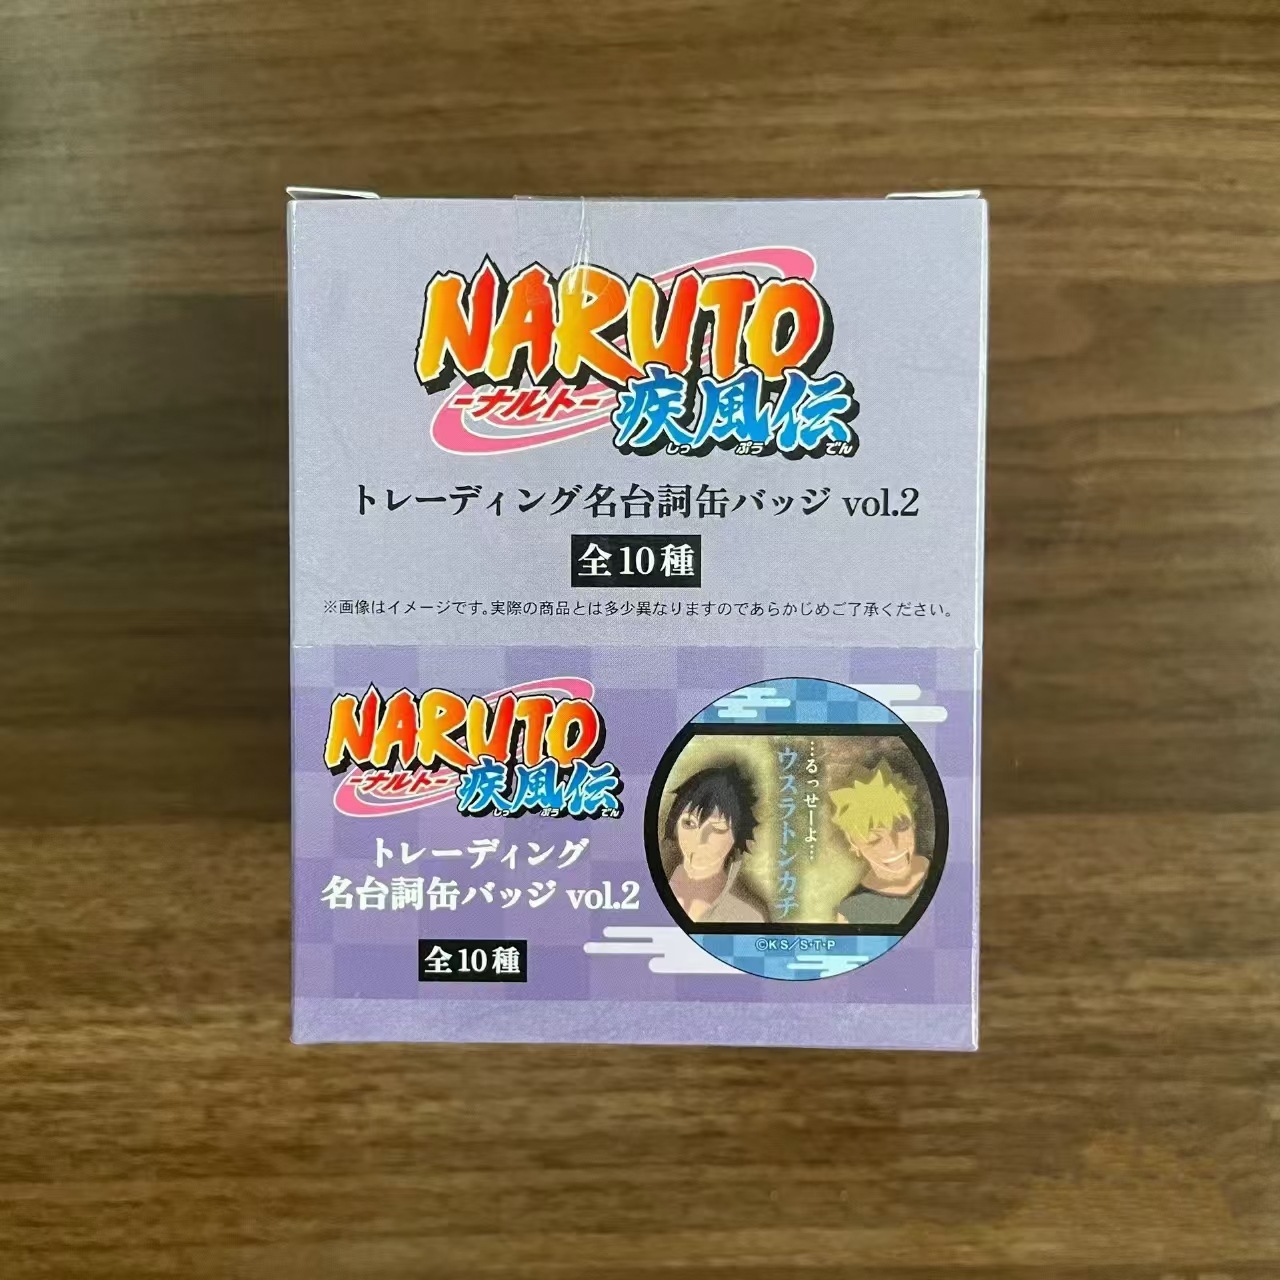 NARUTO
-ナルト-
疾風伝
しっぷうでん
トレーディング名台詞缶バッジ vol.2
全10種
※画像はイメージです。実際の商品とは多少異なりますのであらかじめご了承ください。
NARUTO
-ナルト-
疾風伝
しっぷうでん
トレーディング
名台詞缶バッジ vol.2
全10種
…るっせーよ…
ウスラトンカチ
©KS/S・T・P